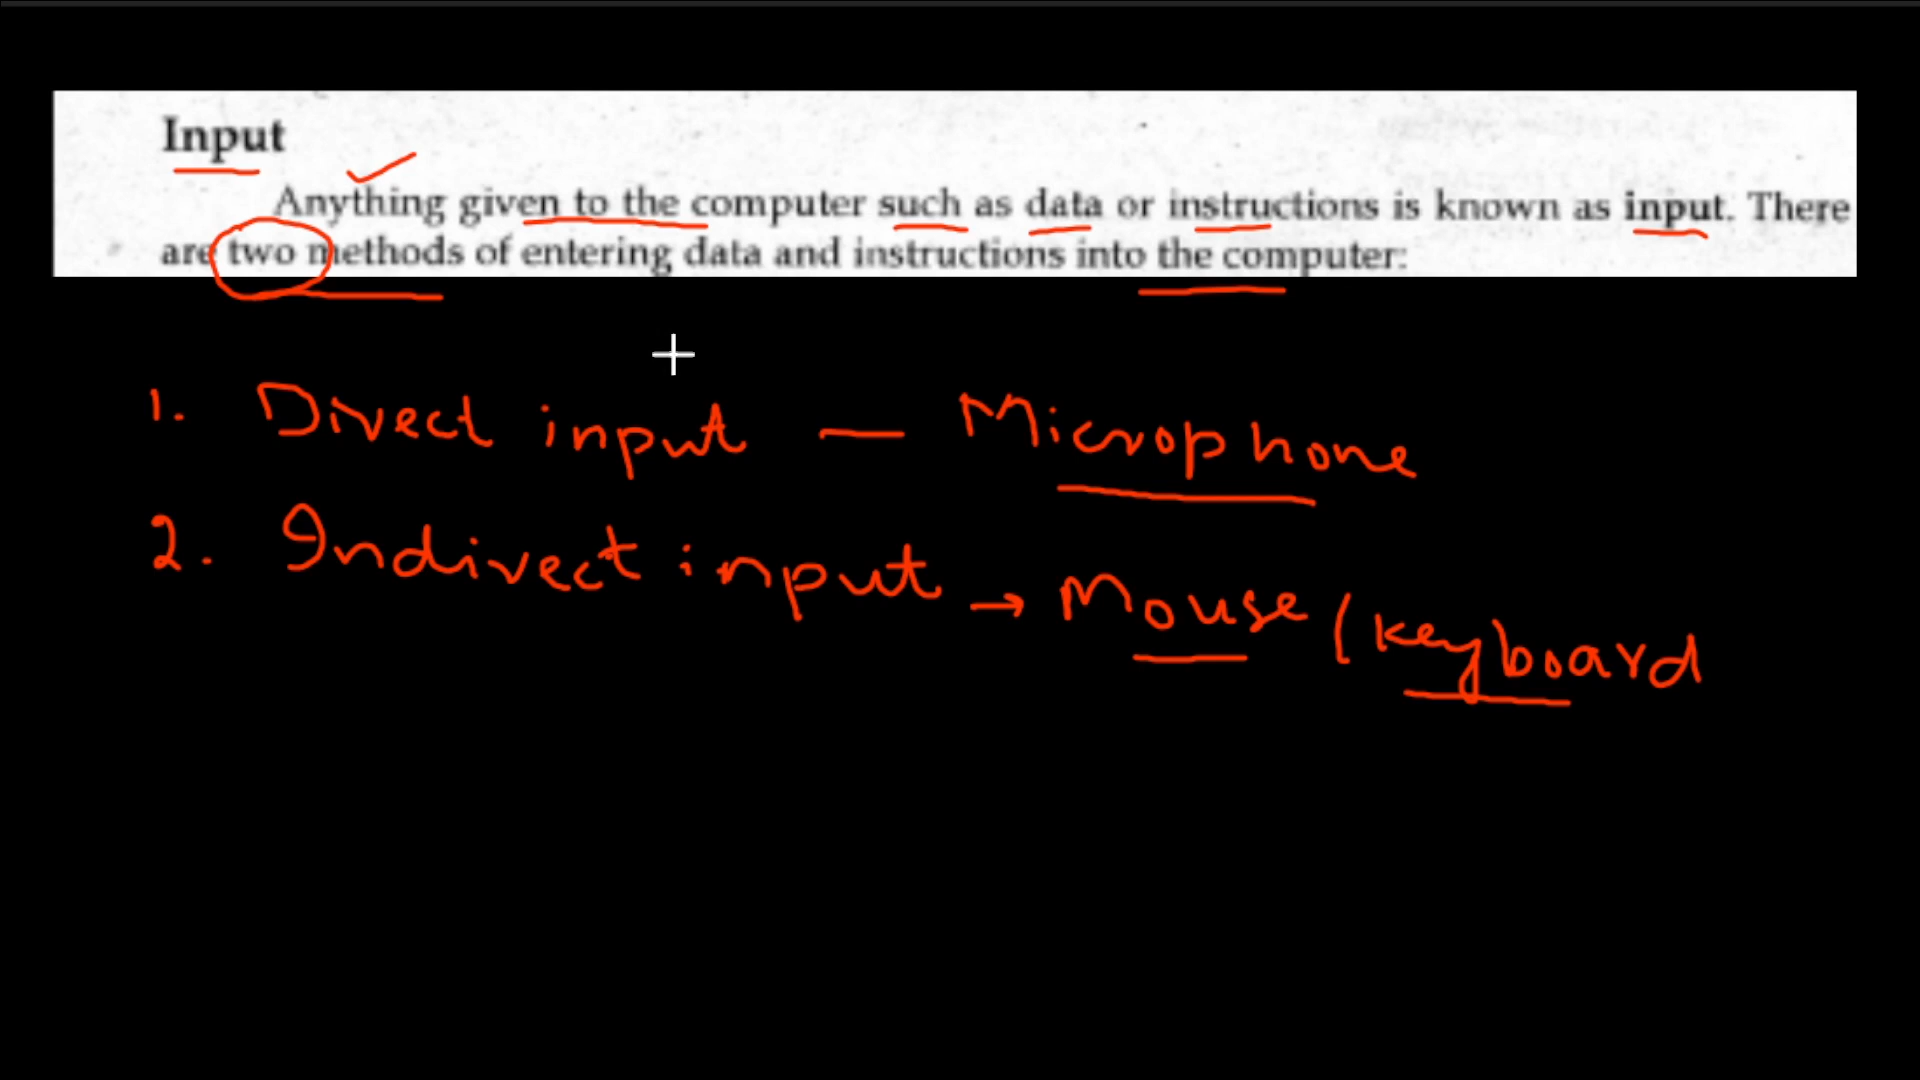 Input
Anything given to the computer such as data or instructions is known as input. There
are two methods of entering data and instructions into the computer:
1. Direct input — Microphone
2. Indirect input → Mouse / keyboard